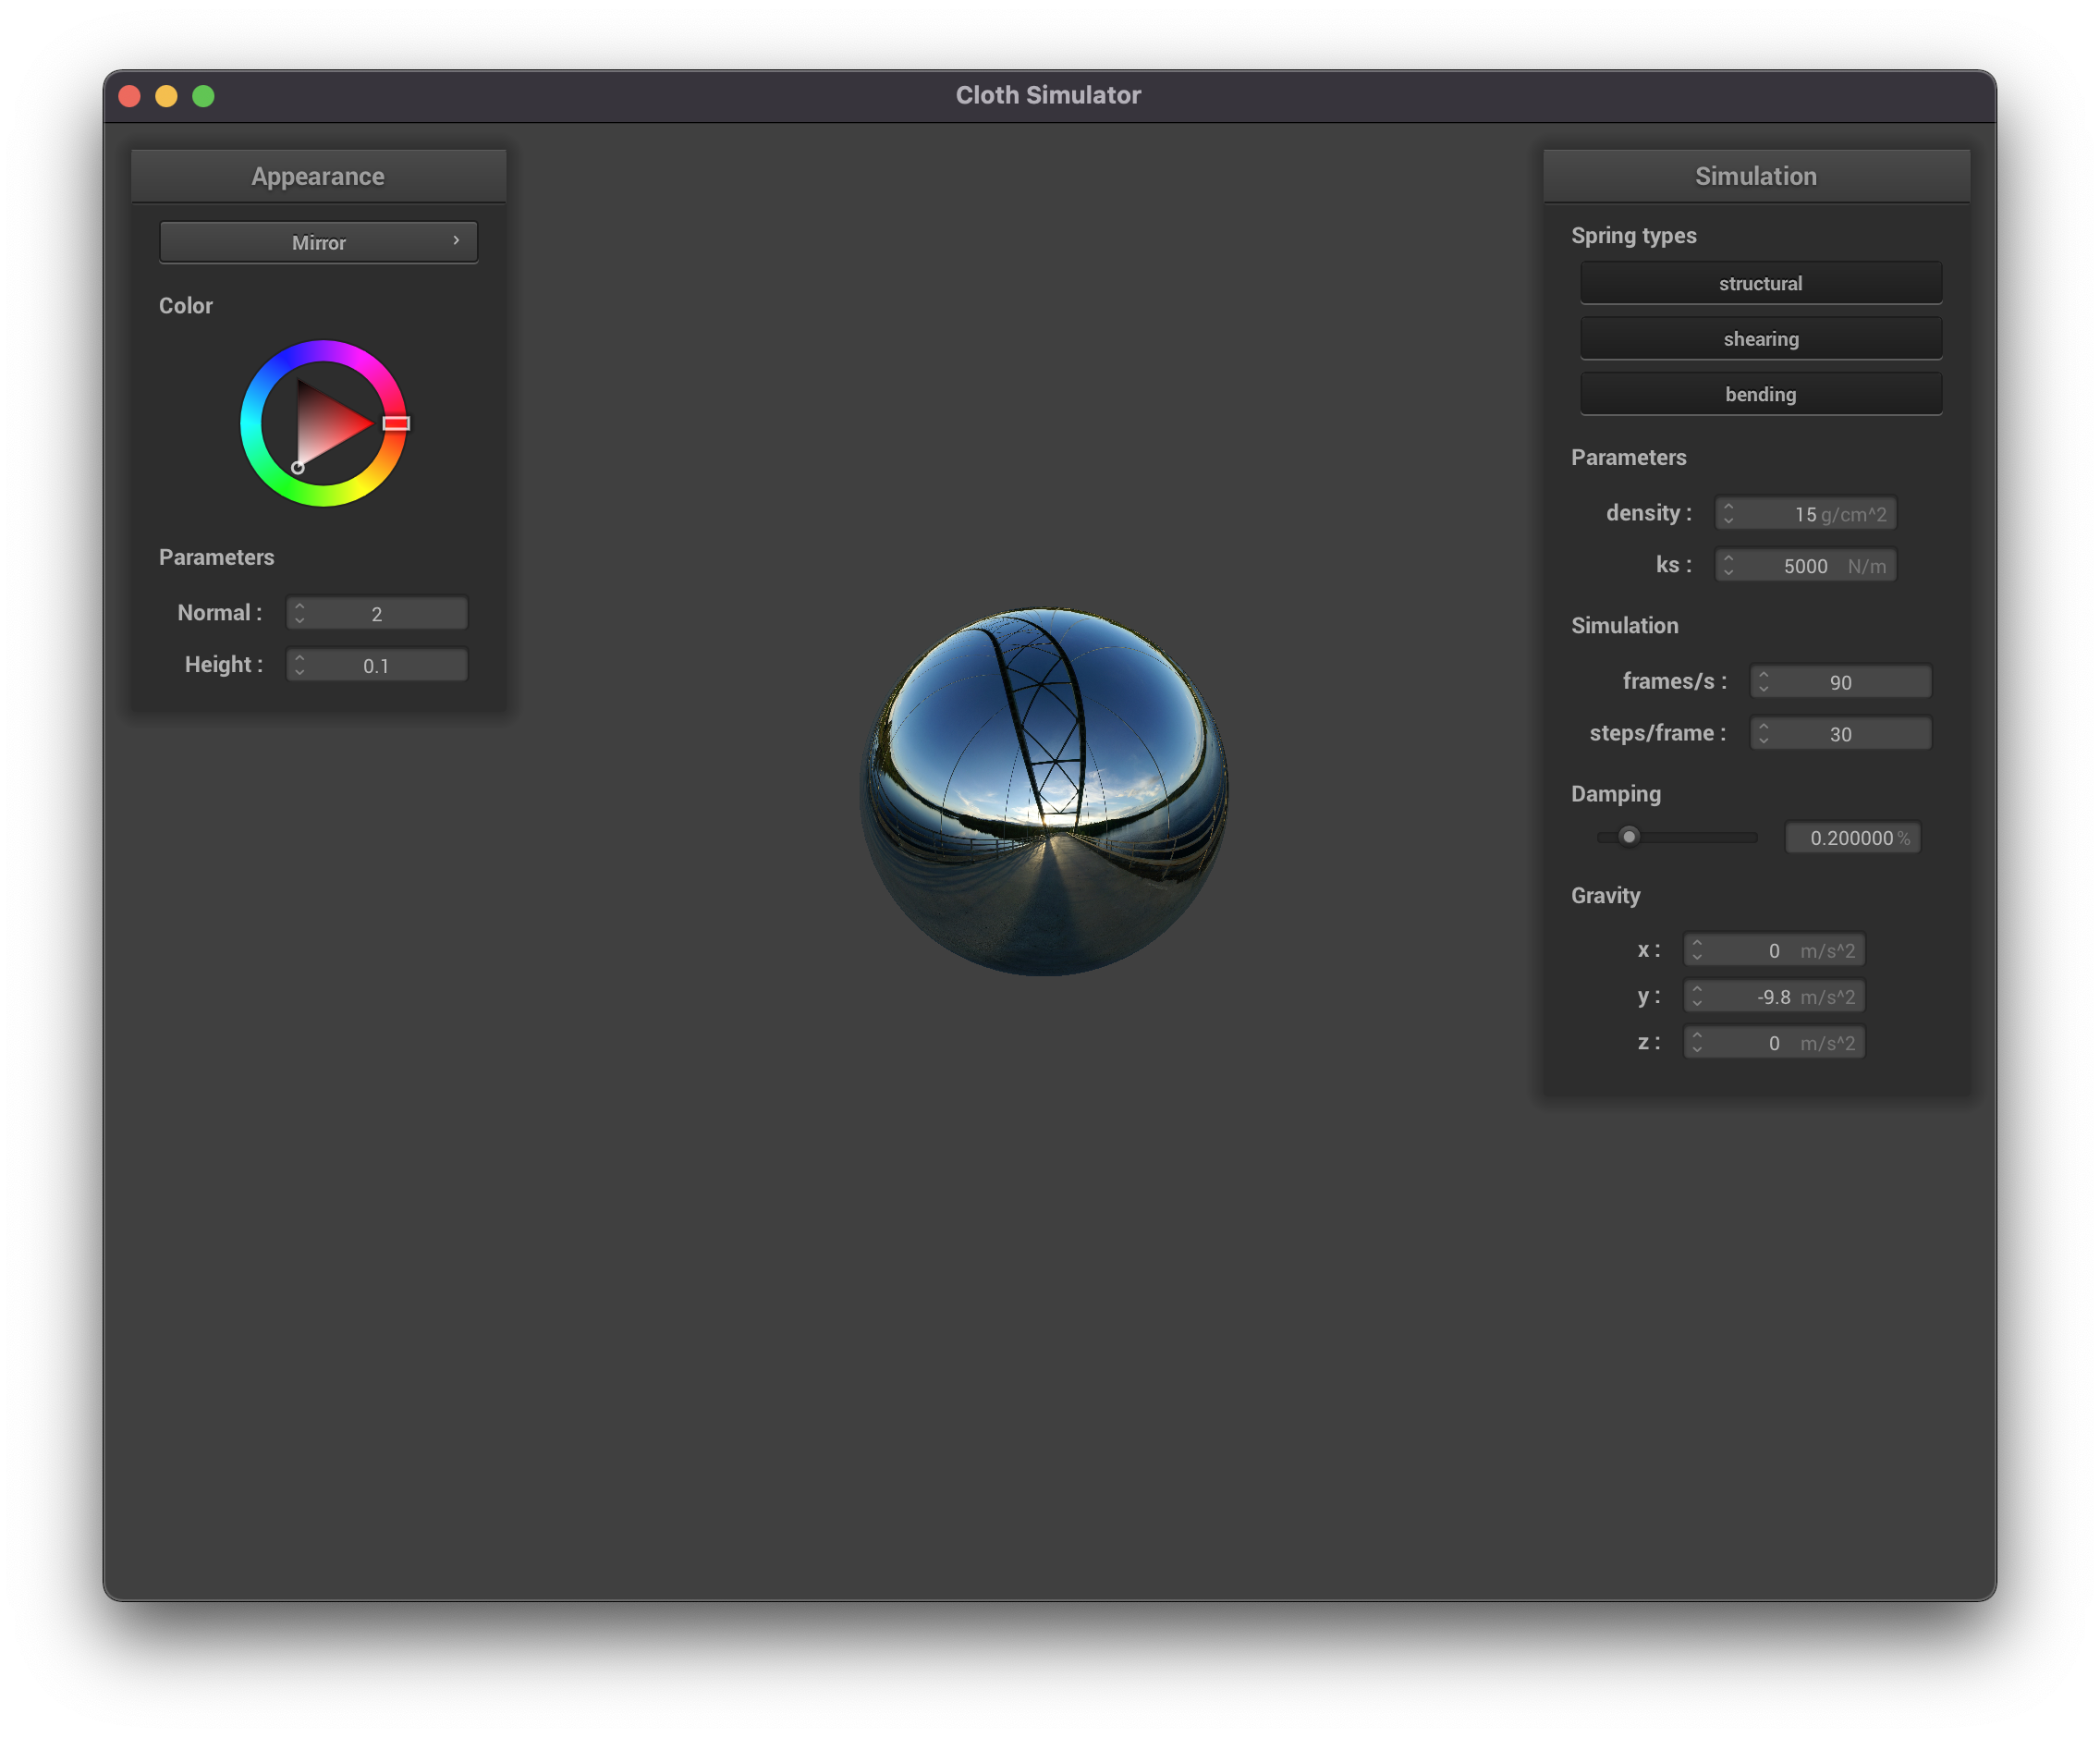 Cloth Simulator
Appearance
Mirror
Color
Parameters
Normal : 2
Height : 0.1
Simulation
Spring types
structural
shearing
bending
Parameters
density : 15 g/cm^2
ks : 5000 N/m
Simulation
frames/s : 90
steps/frame : 30
Damping
0.200000 %
Gravity
x : 0 m/s^2
y : -9.8 m/s^2
z : 0 m/s^2